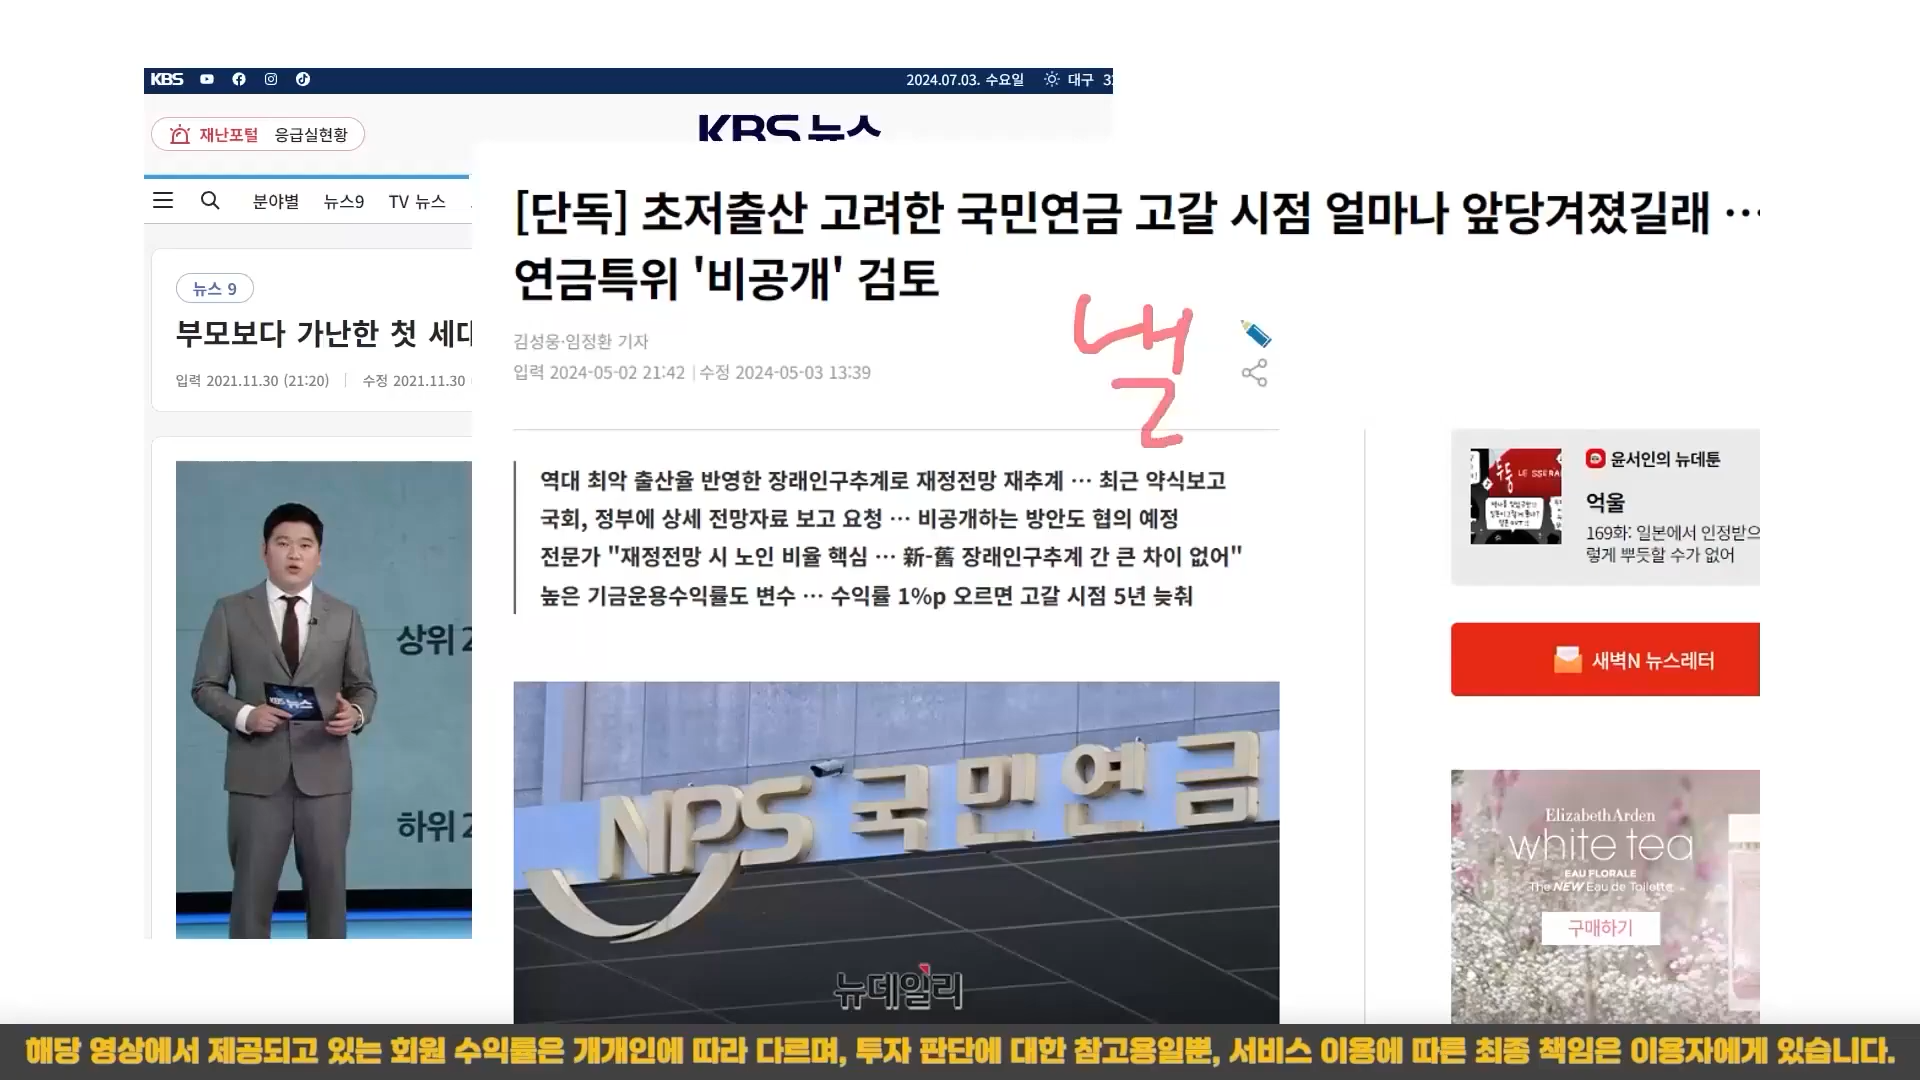 KBS
2024.07.03. 수요일
대구
재난포털 응급실현황
KBS 뉴스
분야별 뉴스9 TV 뉴스
뉴스 9
부모보다 가난한 첫 세대
입력 2021.11.30 (21:20) 수정 2021.11.30
상위 2
하위 2
KBS 뉴스
[단독] 초저출산 고려한 국민연금 고갈 시점 얼마나 앞당겨졌길래 …
연금특위 '비공개' 검토
김성웅·임정환 기자
입력 2024-05-02 21:42 | 수정 2024-05-03 13:39
낼
역대 최악 출산율 반영한 장래인구추계로 재정전망 재추계 … 최근 약식보고
국회, 정부에 상세 전망자료 보고 요청 … 비공개하는 방안도 협의 예정
전문가 "재정전망 시 노인 비율 핵심 … 新-舊 장래인구추계 간 큰 차이 없어"
높은 기금운용수익률도 변수 … 수익률 1%p 오르면 고갈 시점 5년 늦춰
NPS 국민연금
뉴데일리
윤서인의 뉴데툰
억울
169화: 일본에서 인정받으
렇게 뿌듯할 수가 없어
새벽N 뉴스레터
Elizabeth Arden
white tea
EAU FLORALE
The NEW Eau de Toilette
구매하기
해당 영상에서 제공되고 있는 회원 수익률은 개개인에 따라 다르며, 투자 판단에 대한 참고용일뿐, 서비스 이용에 따른 최종 책임은 이용자에게 있습니다.